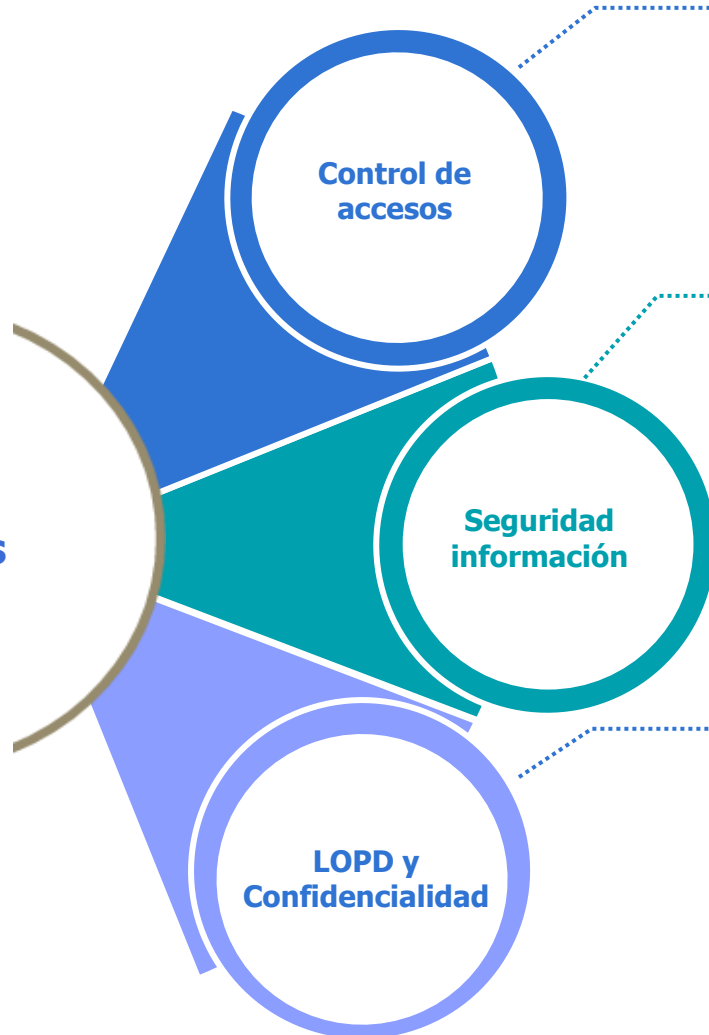 Control de
accesos
Seguridad
información
s
LOPD y
Confidencialidad